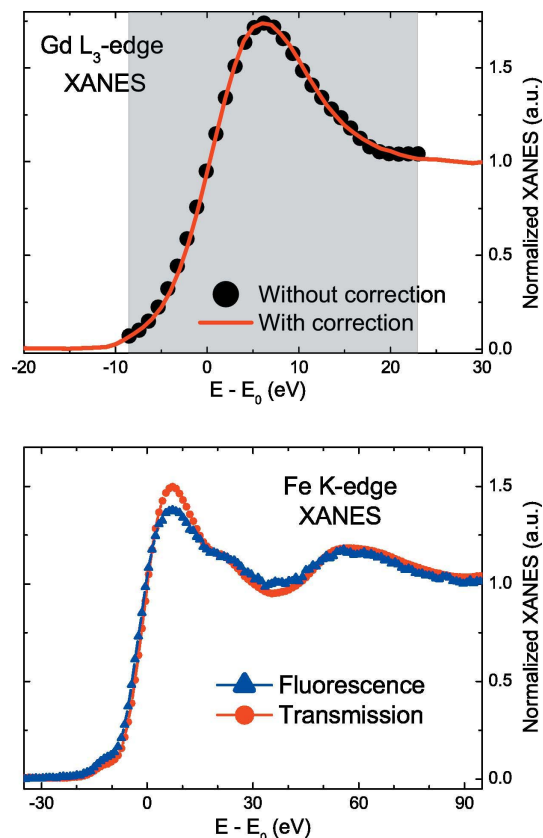 Gd L₃-edge
XANES
1.5
1.0
0.5
0.0
Normalized XANES (a.u.)
Without correction
With correction
-20 -10 0 10 20 30
E - E₀ (eV)
Fe K-edge
XANES
1.5
1.0
0.5
0.0
Normalized XANES (a.u.)
Fluorescence
Transmission
-30 0 30 60 90
E - E₀ (eV)